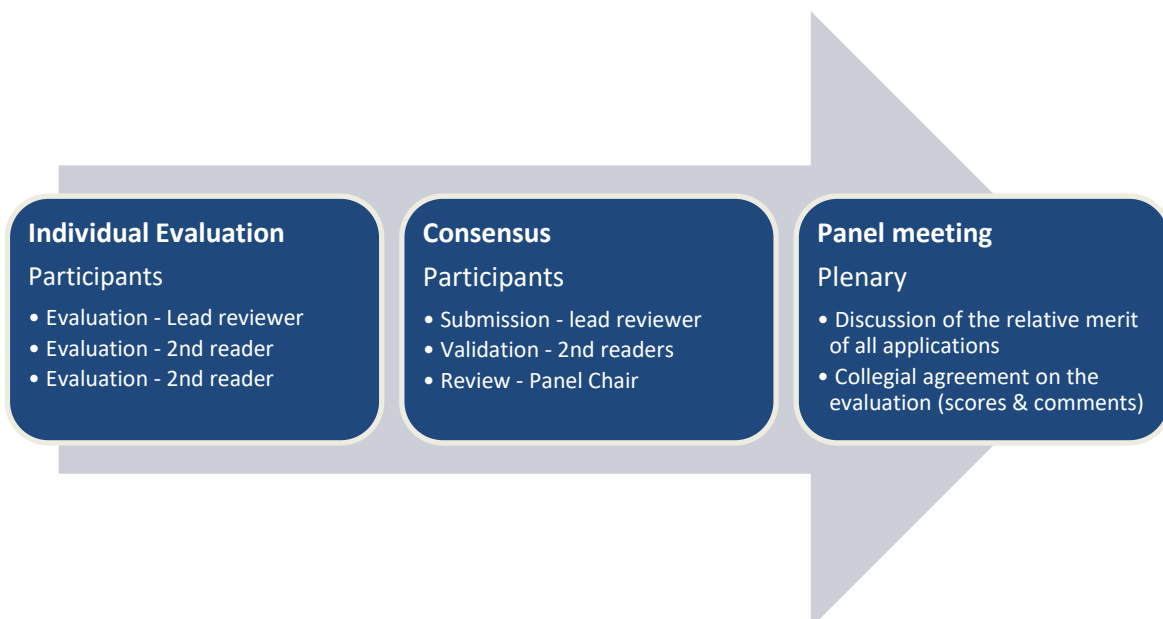 Individual Evaluation
Participants
• Evaluation - Lead reviewer
• Evaluation - 2nd reader
• Evaluation - 2nd reader
Consensus
Participants
• Submission - lead reviewer
• Validation - 2nd readers
• Review - Panel Chair
Panel meeting
Plenary
• Discussion of the relative merit
of all applications
• Collegial agreement on the
evaluation (scores & comments)